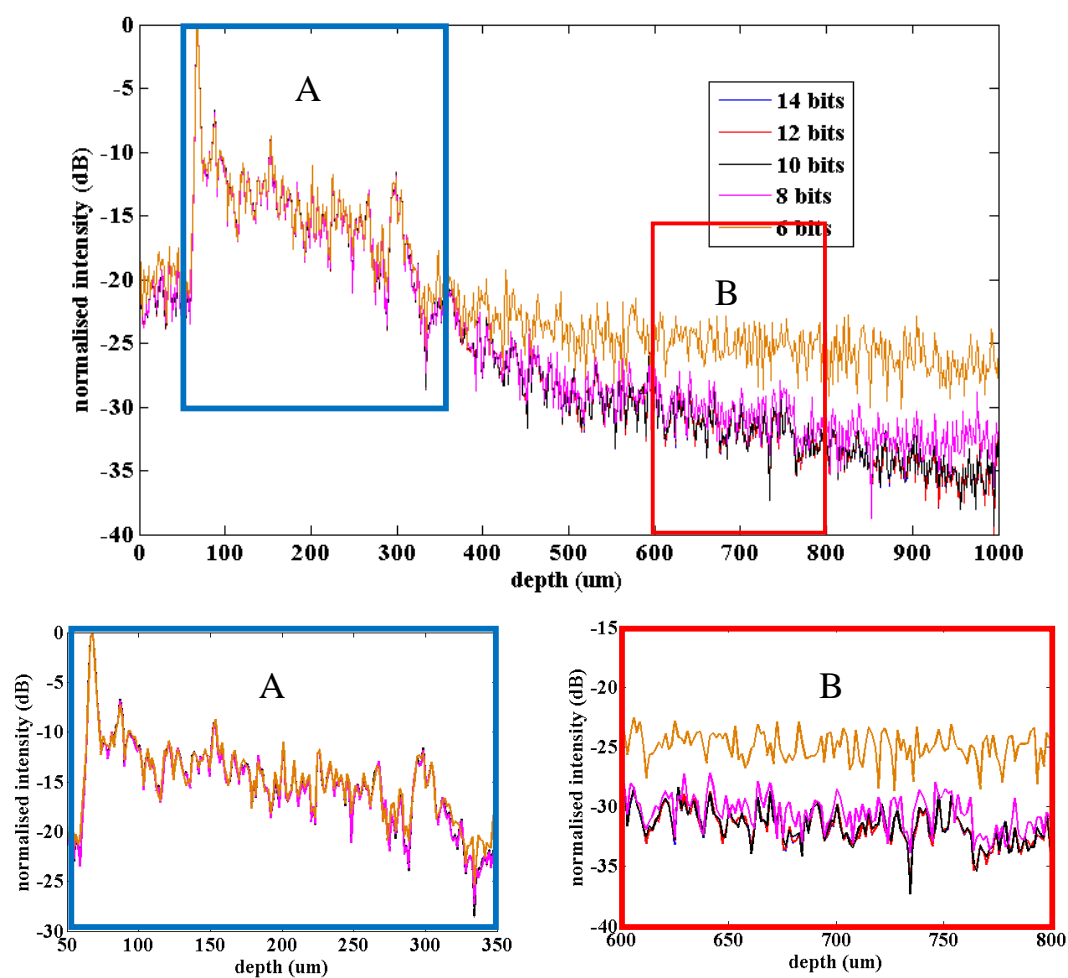 0
-5
-10
-15
-20
-25
-30
-35
-40
normalised intensity (dB)
A
B
14 bits
12 bits
10 bits
8 bits
6 bits
0 100 200 300 400 500 600 700 800 900 1000
depth (um)
0
-5
-10
-15
-20
-25
-30
normalised intensity (dB)
A
50 100 150 200 250 300 350
depth (um)
-15
-20
-25
-30
-35
-40
normalised intensity (dB)
B
600 650 700 750 800
depth (um)